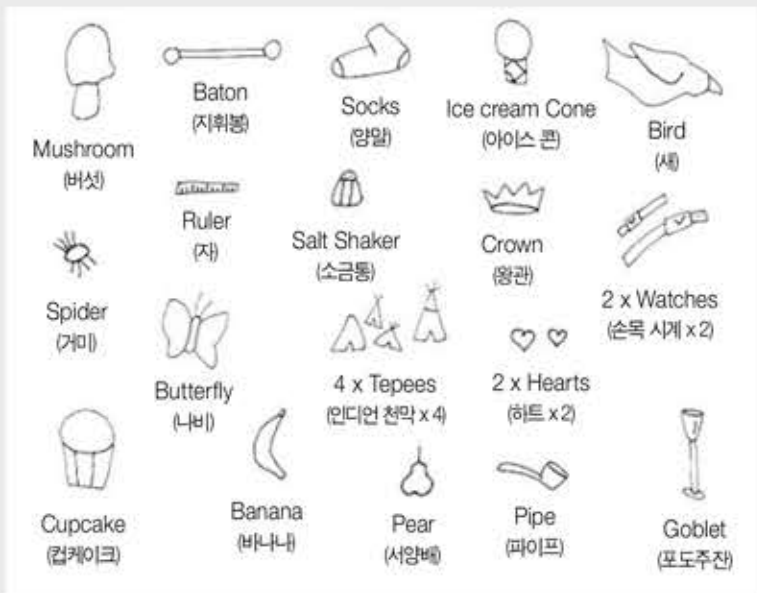 Mushroom
(버섯)
Baton
(지휘봉)
Socks
(양말)
Ice cream Cone
(아이스 콘)
Bird
(새)
Spider
(거미)
Ruler
(자)
Salt Shaker
(소금통)
Crown
(왕관)
2 x Watches
(손목 시계 x 2)
Butterfly
(나비)
4 x Tepees
(인디언 천막 x 4)
2 x Hearts
(하트 x 2)
Cupcake
(컵케이크)
Banana
(바나나)
Pear
(서양배)
Pipe
(파이프)
Goblet
(포도주잔)